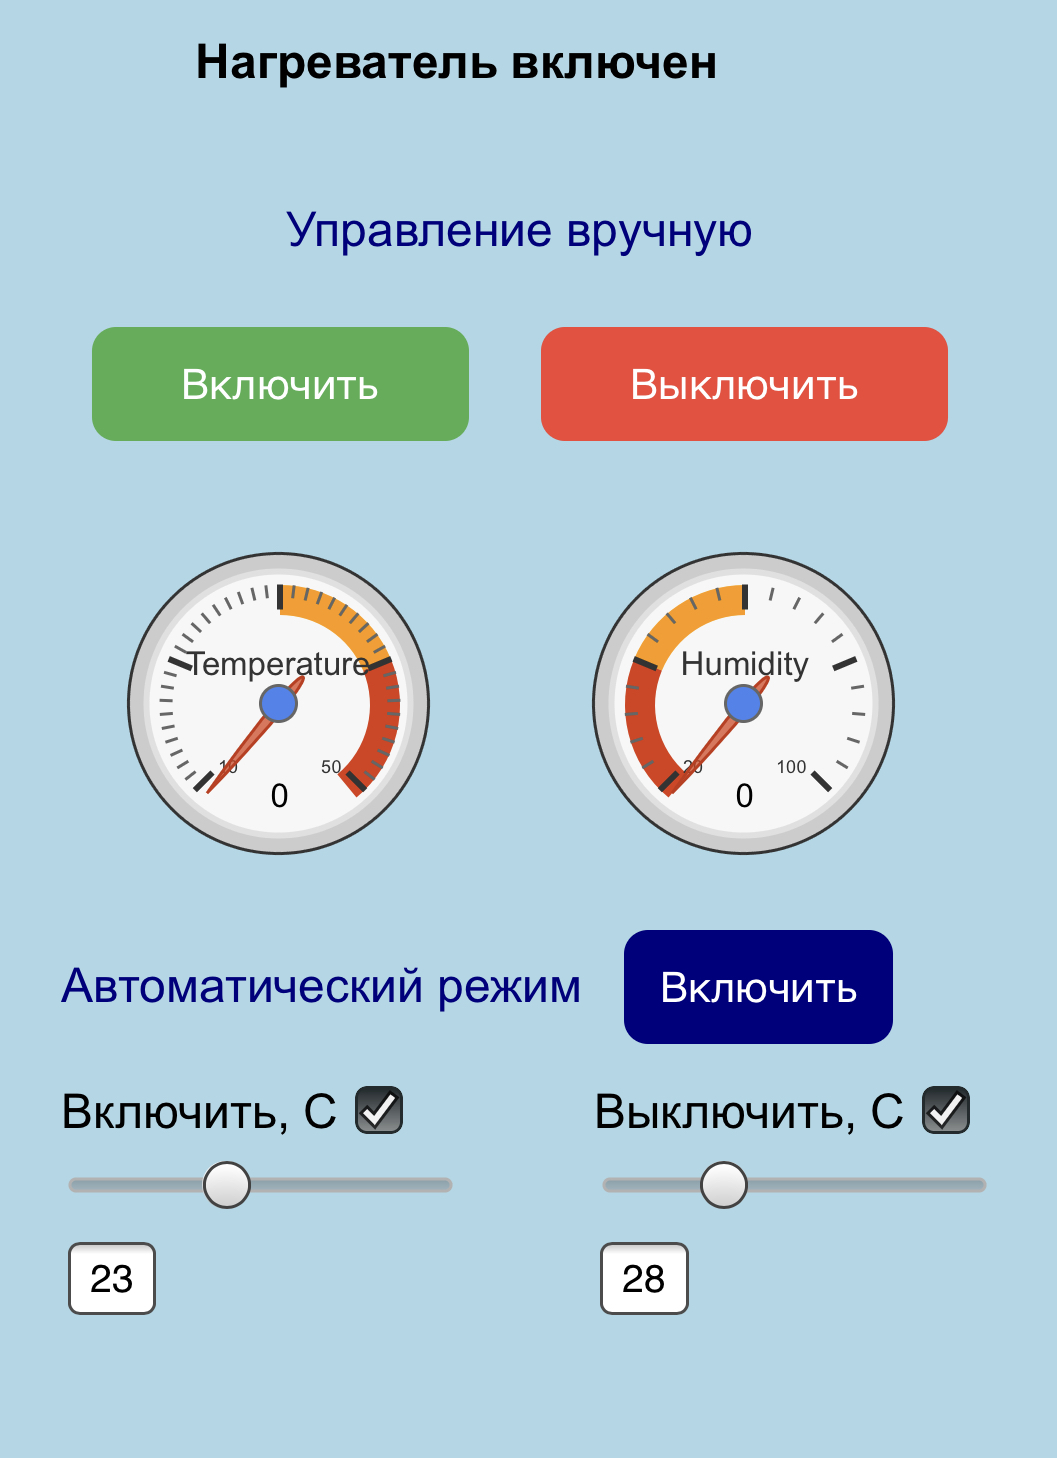 Нагреватель включен
Управление вручную
Включить
Выключить
Temperature
10
50
0
Humidity
20
100
0
Автоматический режим
Включить
Включить, С
Выключить, С
23
28